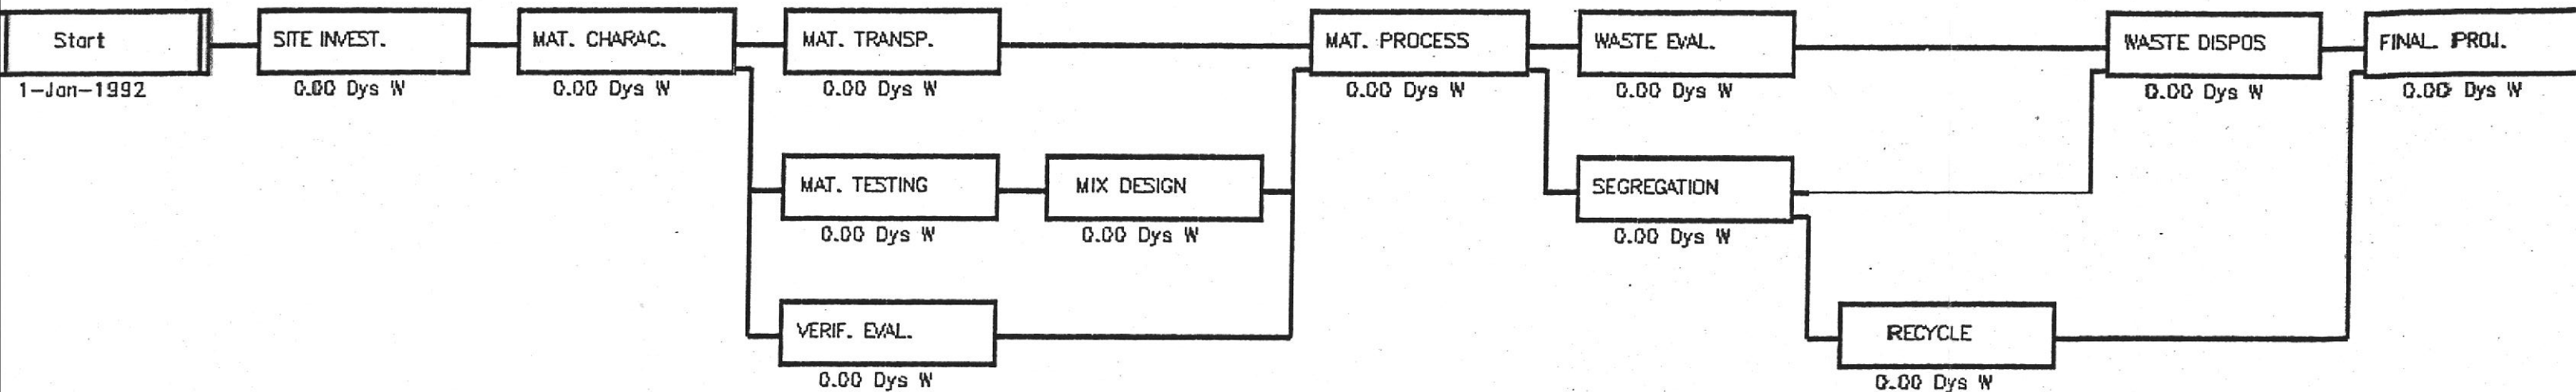 Start
1-Jan-1992
SITE INVEST.
0.00 Dys W
MAT. CHARAC.
0.00 Dys W
MAT. TRANSP.
0.00 Dys W
MAT. PROCESS
0.00 Dys W
WASTE EVAL.
0.00 Dys W
WASTE DISPOS
0.00 Dys W
FINAL. PROJ.
0.00 Dys W
MAT. TESTING
0.00 Dys W
MIX DESIGN
0.00 Dys W
SEGREGATION
0.00 Dys W
VERIF. EVAL.
0.00 Dys W
RECYCLE
0.00 Dys W